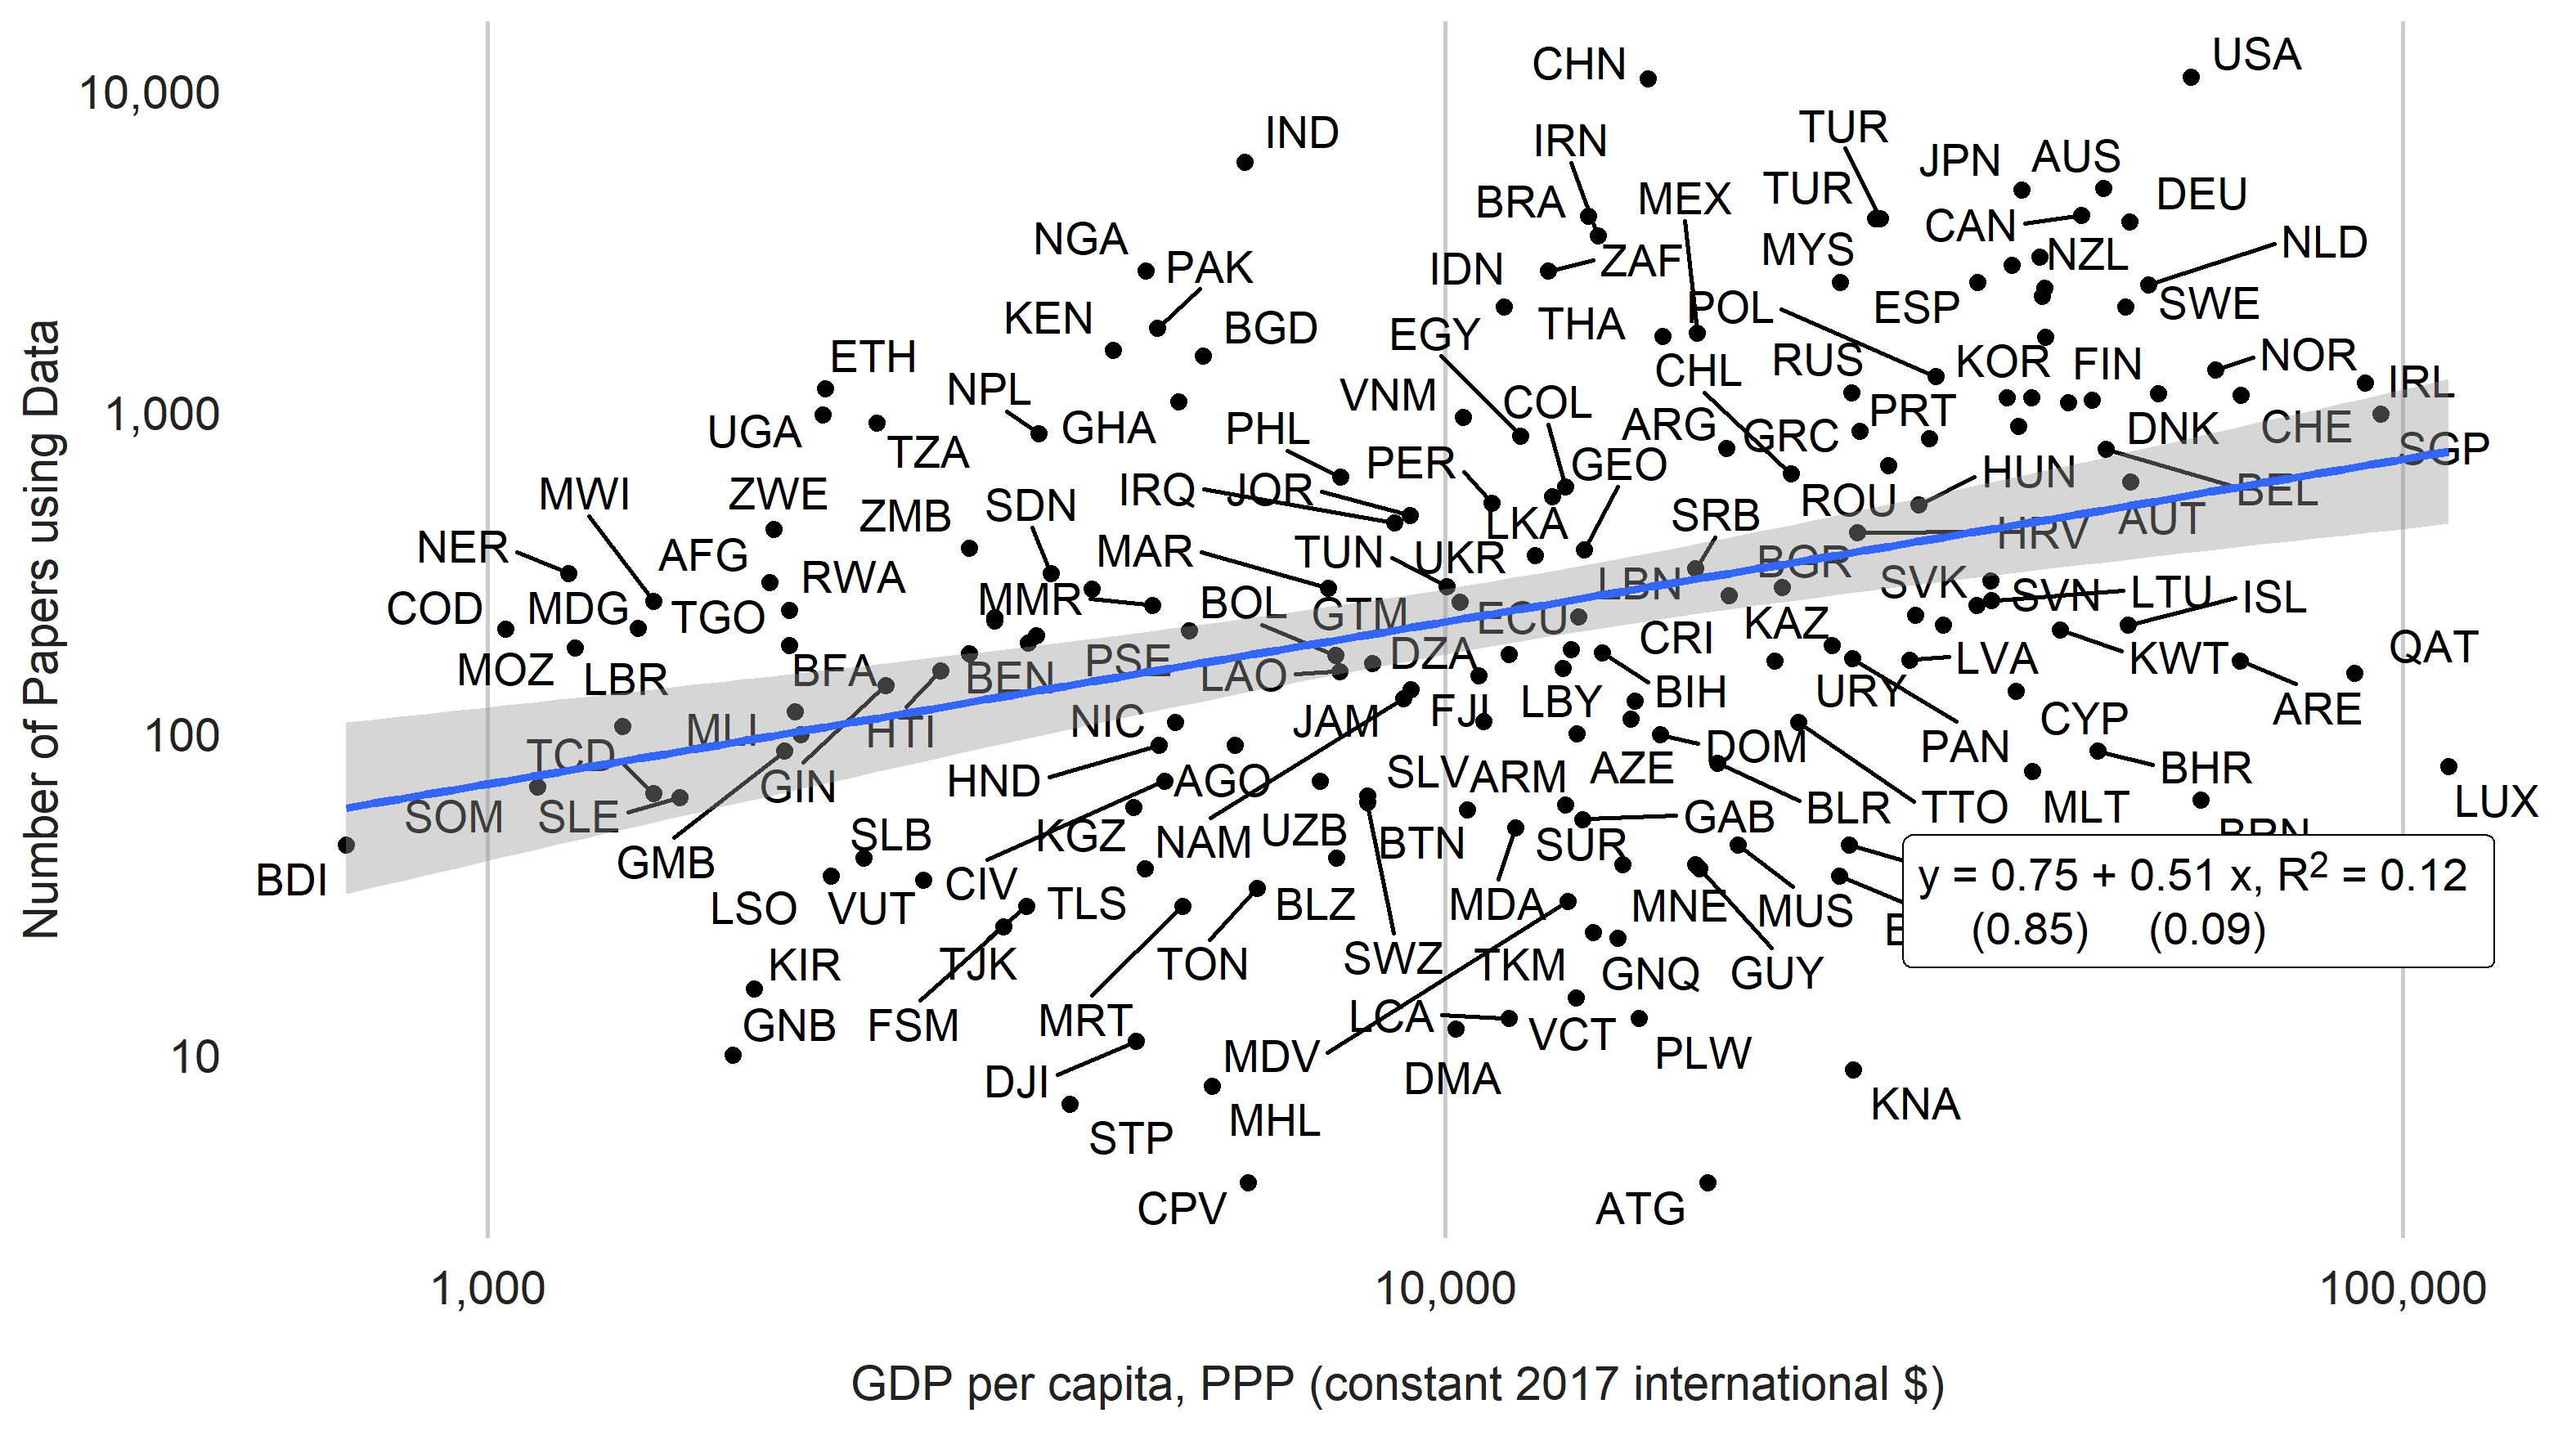 USA
CHN
10,000
TUR
IND
IRN
JPN AUS
TUR
DEU
BRA
MEX
CAN
NGA
NLD
MYS
NZL
PAK
IDN
ZAF
SWE
POL
ESP
KEN
BGD
THA
EGY
ETH
NOR
RUS
KOR
FIN
CHL
IRL
NPL
VNM
COL
1,000
PRT
ARG
GRC
DNK
CHE
UGA
GHA
PHL
TZA
SGP
PER
GEO
HUN
MWI
ZWE
IRQ
JOR
BEL
ROU
SDN
ZMB
LKA
SRB
AUT
HRV
NER
AFG
MAR
TUN
UKR
BGR
RWA
LBN
SVK
MMR
BOL
SVN
LTU
ISL
COD
MDG
TGO
GTM
ECU
KAZ
CRI
QAT
DZA
LVA
KWT
PSE
MOZ
LBR
BFA
BEN
LAO
URY
BIH
LBY
FJI
ARE
JAM
NIC
CYP
MLI
HTI
100
DOM
PAN
TCD
BHR
AZE
SLV
ARM
HND
AGO
GIN
LUX
BLR
TTO
MLT
SOM
SLE
GAB
BRN
UZB
SLB
KGZ
NAM
BTN
SUR
GMB
BDI
CIV
TLS
BLZ
MDA
MNE
MUS
LSO
VUT
y = 0.75 + 0.51 x, R2 = 0.12
(0.85) (0.09)
SWZ
KIR
TJK
TON
TKM
GNQ
GUY
GNB
FSM
MRT
LCA
VCT
10
MDV
PLW
DJI
DMA
KNA
MHL
STP
CPV
ATG
1,000
10,000
100,000
GDP per capita, PPP (constant 2017 international $)
Number of Papers using Data